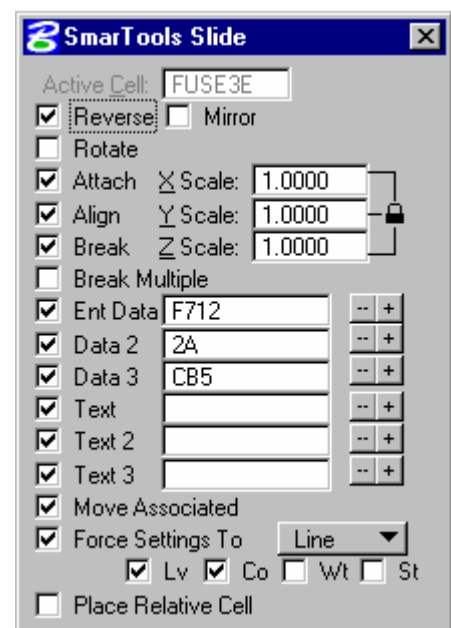 SmarTools Slide
Active Cell: FUSE3E
Reverse Mirror
Rotate
Attach X Scale: 1.0000
Align Y Scale: 1.0000
Break Z Scale: 1.0000
Break Multiple
Ent Data F712 -- +
Data 2 2A -- +
Data 3 CB5 -- +
Text -- +
Text 2 -- +
Text 3 -- +
Move Associated
Force Settings To Line
Lv Co Wt St
Place Relative Cell